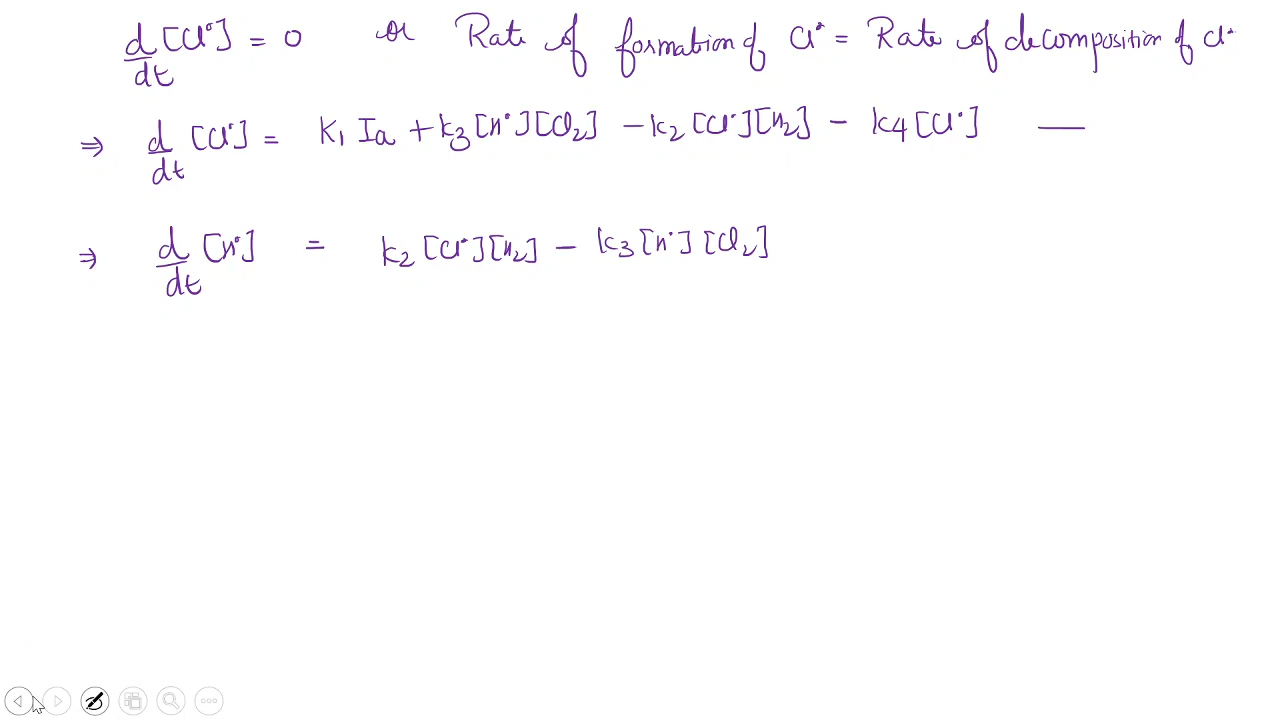 d/dt [Cl•] = 0 or Rate of formation of Cl• = Rate of decomposition of Cl•
⇒ d/dt [Cl•] = K1 Ia + k3 [H•][Cl2] − k2 [Cl•][H2] − k4 [Cl•] —
⇒ d/dt [H•] = k2 [Cl•][H2] − k3 [H•][Cl2]